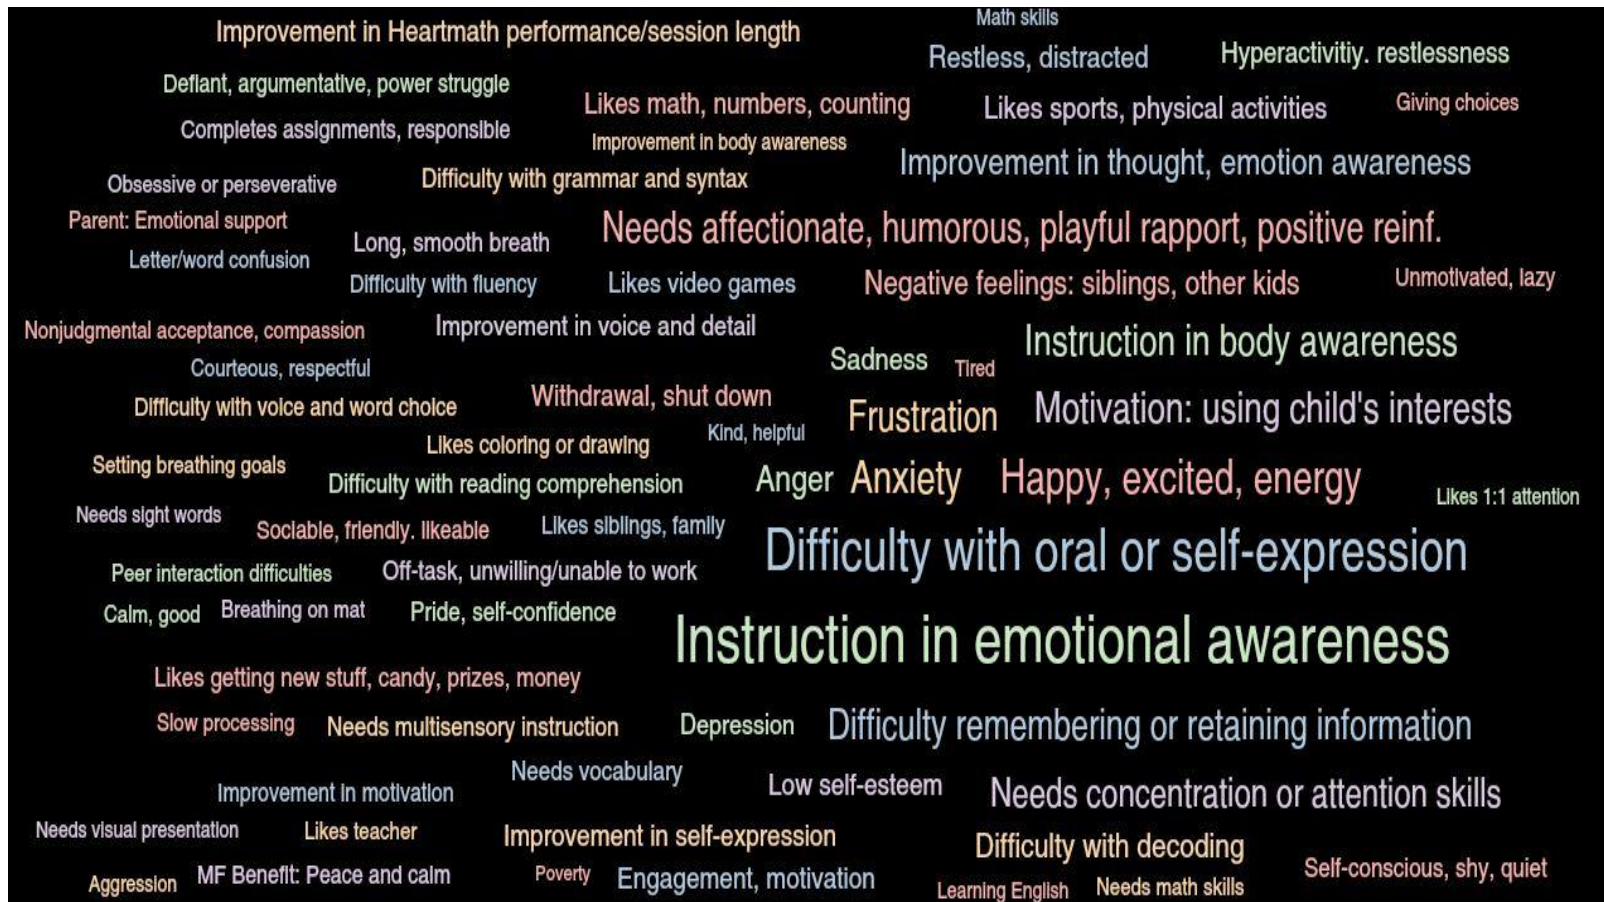 Improvement in Heartmath performance/session length
Math skills
Restless, distracted
Hyperactivitiy. restlessness
Defiant, argumentative, power struggle
Likes math, numbers, counting
Likes sports, physical activities
Giving choices
Completes assignments, responsible
Improvement in body awareness
Improvement in thought, emotion awareness
Obsessive or perseverative
Difficulty with grammar and syntax
Parent: Emotional support
Needs affectionate, humorous, playful rapport, positive reinf.
Long, smooth breath
Letter/word confusion
Difficulty with fluency
Likes video games
Negative feelings: siblings, other kids
Unmotivated, lazy
Nonjudgmental acceptance, compassion
Improvement in voice and detail
Instruction in body awareness
Sadness
Tired
Courteous, respectful
Withdrawal, shut down
Difficulty with voice and word choice
Frustration
Motivation: using child's interests
Kind, helpful
Likes coloring or drawing
Setting breathing goals
Difficulty with reading comprehension
Anger
Anxiety
Happy, excited, energy
Likes 1:1 attention
Needs sight words
Sociable, friendly. likeable
Likes siblings, family
Difficulty with oral or self-expression
Peer interaction difficulties
Off-task, unwilling/unable to work
Calm, good
Breathing on mat
Pride, self-confidence
Instruction in emotional awareness
Likes getting new stuff, candy, prizes, money
Slow processing
Needs multisensory instruction
Depression
Difficulty remembering or retaining information
Needs vocabulary
Improvement in motivation
Low self-esteem
Needs concentration or attention skills
Needs visual presentation
Likes teacher
Improvement in self-expression
Difficulty with decoding
Aggression
MF Benefit: Peace and calm
Poverty
Engagement, motivation
Learning English
Needs math skills
Self-conscious, shy, quiet